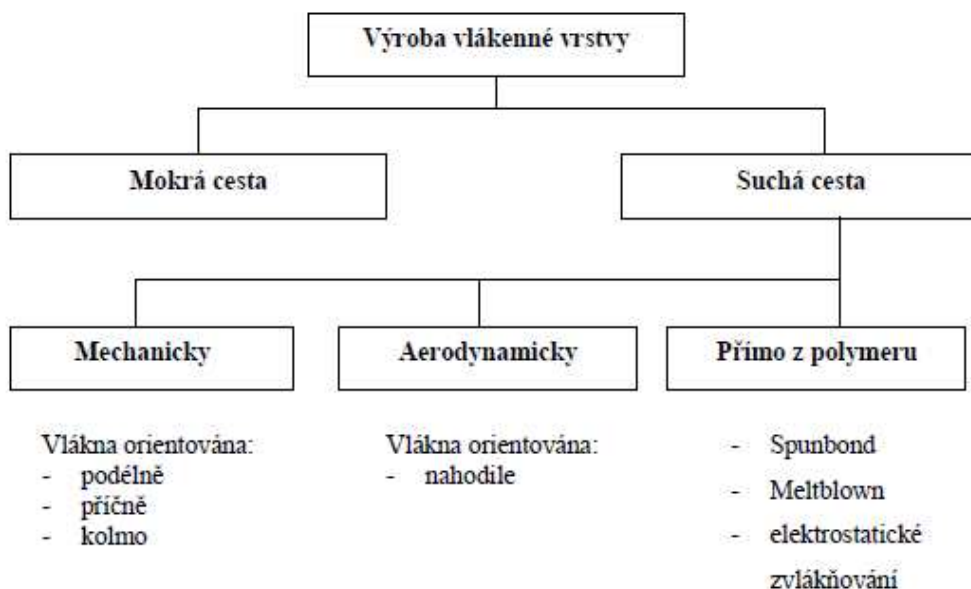 Výroba vlákenné vrstvy
Mokrá cesta
Suchá cesta
Mechanicky
Aerodynamicky
Přímo z polymeru
Vlákna orientována:
- podélně
- příčně
- kolmo
Vlákna orientována:
- nahodile
- Spunbond
- Meltblown
- elektrostatické
zvlákňování